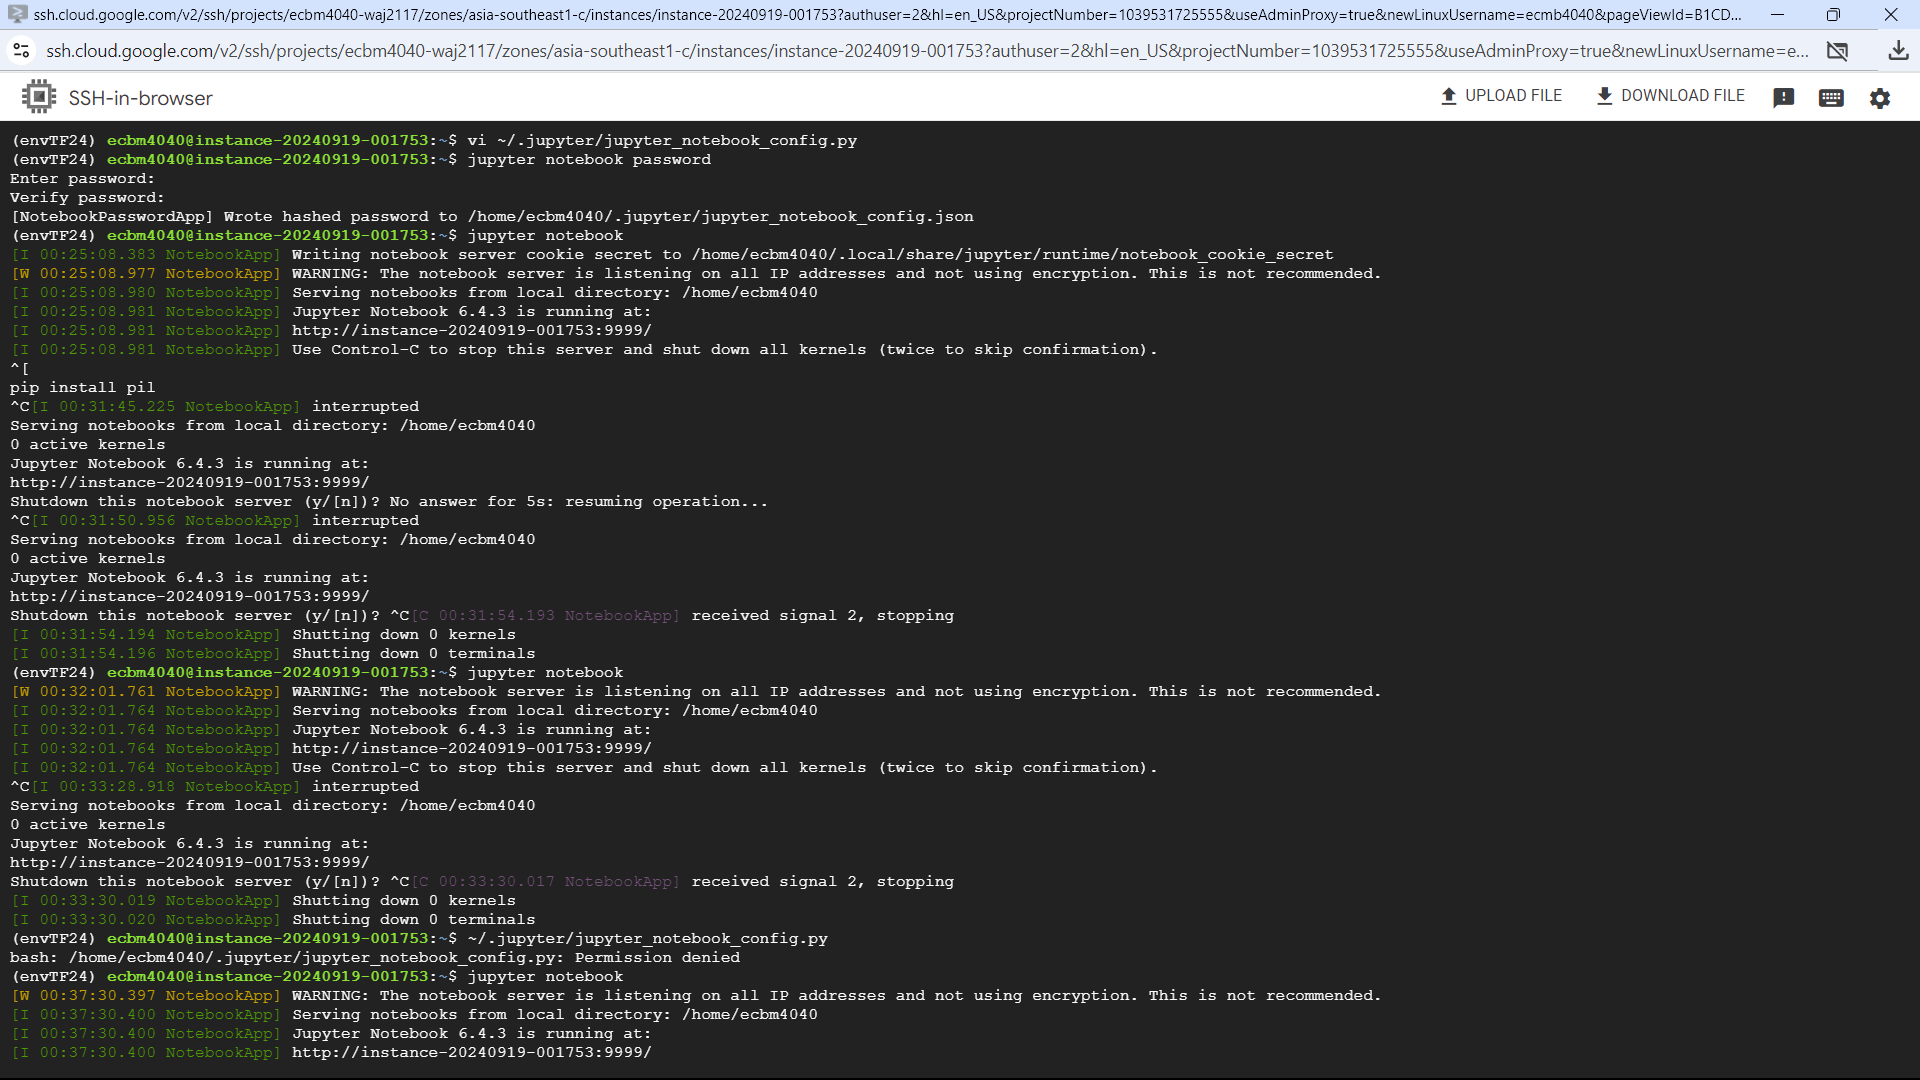 ssh.cloud.google.com/v2/ssh/projects/ecbm4040-waj2117/zones/asia-southeast1-c/instances/instance-20240919-001753?authuser=2&hl=en_US&projectNumber=1039531725555&useAdminProxy=true&newLinuxUsername=ecmb4040&pageViewId=B1CD...
ssh.cloud.google.com/v2/ssh/projects/ecbm4040-waj2117/zones/asia-southeast1-c/instances/instance-20240919-001753?authuser=2&hl=en_US&projectNumber=1039531725555&useAdminProxy=true&newLinuxUsername=e...
SSH-in-browser UPLOAD FILE DOWNLOAD FILE
(envTF24) ecbm4040@instance-20240919-001753:~$ vi ~/.jupyter/jupyter_notebook_config.py
(envTF24) ecbm4040@instance-20240919-001753:~$ jupyter notebook password
Enter password:
Verify password:
[NotebookPasswordApp] Wrote hashed password to /home/ecbm4040/.jupyter/jupyter_notebook_config.json
(envTF24) ecbm4040@instance-20240919-001753:~$ jupyter notebook
[I 00:25:08.383 NotebookApp] Writing notebook server cookie secret to /home/ecbm4040/.local/share/jupyter/runtime/notebook_cookie_secret
[W 00:25:08.977 NotebookApp] WARNING: The notebook server is listening on all IP addresses and not using encryption. This is not recommended.
[I 00:25:08.980 NotebookApp] Serving notebooks from local directory: /home/ecbm4040
[I 00:25:08.981 NotebookApp] Jupyter Notebook 6.4.3 is running at:
[I 00:25:08.981 NotebookApp] http://instance-20240919-001753:9999/
[I 00:25:08.981 NotebookApp] Use Control-C to stop this server and shut down all kernels (twice to skip confirmation).
^[
pip install pil
^C[I 00:31:45.225 NotebookApp] interrupted
Serving notebooks from local directory: /home/ecbm4040
0 active kernels
Jupyter Notebook 6.4.3 is running at:
http://instance-20240919-001753:9999/
Shutdown this notebook server (y/[n])? No answer for 5s: resuming operation...
^C[I 00:31:50.956 NotebookApp] interrupted
Serving notebooks from local directory: /home/ecbm4040
0 active kernels
Jupyter Notebook 6.4.3 is running at:
http://instance-20240919-001753:9999/
Shutdown this notebook server (y/[n])? ^C[C 00:31:54.193 NotebookApp] received signal 2, stopping
[I 00:31:54.194 NotebookApp] Shutting down 0 kernels
[I 00:31:54.196 NotebookApp] Shutting down 0 terminals
(envTF24) ecbm4040@instance-20240919-001753:~$ jupyter notebook
[W 00:32:01.761 NotebookApp] WARNING: The notebook server is listening on all IP addresses and not using encryption. This is not recommended.
[I 00:32:01.764 NotebookApp] Serving notebooks from local directory: /home/ecbm4040
[I 00:32:01.764 NotebookApp] Jupyter Notebook 6.4.3 is running at:
[I 00:32:01.764 NotebookApp] http://instance-20240919-001753:9999/
[I 00:32:01.764 NotebookApp] Use Control-C to stop this server and shut down all kernels (twice to skip confirmation).
^C[I 00:33:28.918 NotebookApp] interrupted
Serving notebooks from local directory: /home/ecbm4040
0 active kernels
Jupyter Notebook 6.4.3 is running at:
http://instance-20240919-001753:9999/
Shutdown this notebook server (y/[n])? ^C[C 00:33:30.017 NotebookApp] received signal 2, stopping
[I 00:33:30.019 NotebookApp] Shutting down 0 kernels
[I 00:33:30.020 NotebookApp] Shutting down 0 terminals
(envTF24) ecbm4040@instance-20240919-001753:~$ ~/.jupyter/jupyter_notebook_config.py
bash: /home/ecbm4040/.jupyter/jupyter_notebook_config.py: Permission denied
(envTF24) ecbm4040@instance-20240919-001753:~$ jupyter notebook
[W 00:37:30.397 NotebookApp] WARNING: The notebook server is listening on all IP addresses and not using encryption. This is not recommended.
[I 00:37:30.400 NotebookApp] Serving notebooks from local directory: /home/ecbm4040
[I 00:37:30.400 NotebookApp] Jupyter Notebook 6.4.3 is running at:
[I 00:37:30.400 NotebookApp] http://instance-20240919-001753:9999/